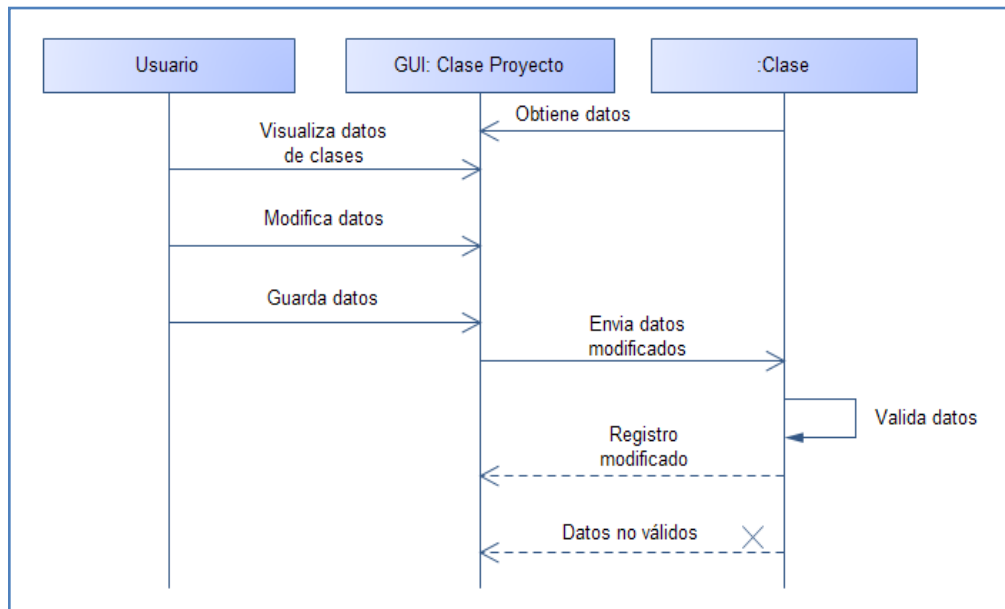 Usuario
GUI: Clase Proyecto
:Clase
Obtiene datos
Visualiza datos
de clases
Modifica datos
Guarda datos
Envia datos
modificados
Valida datos
Registro
modificado
Datos no válidos